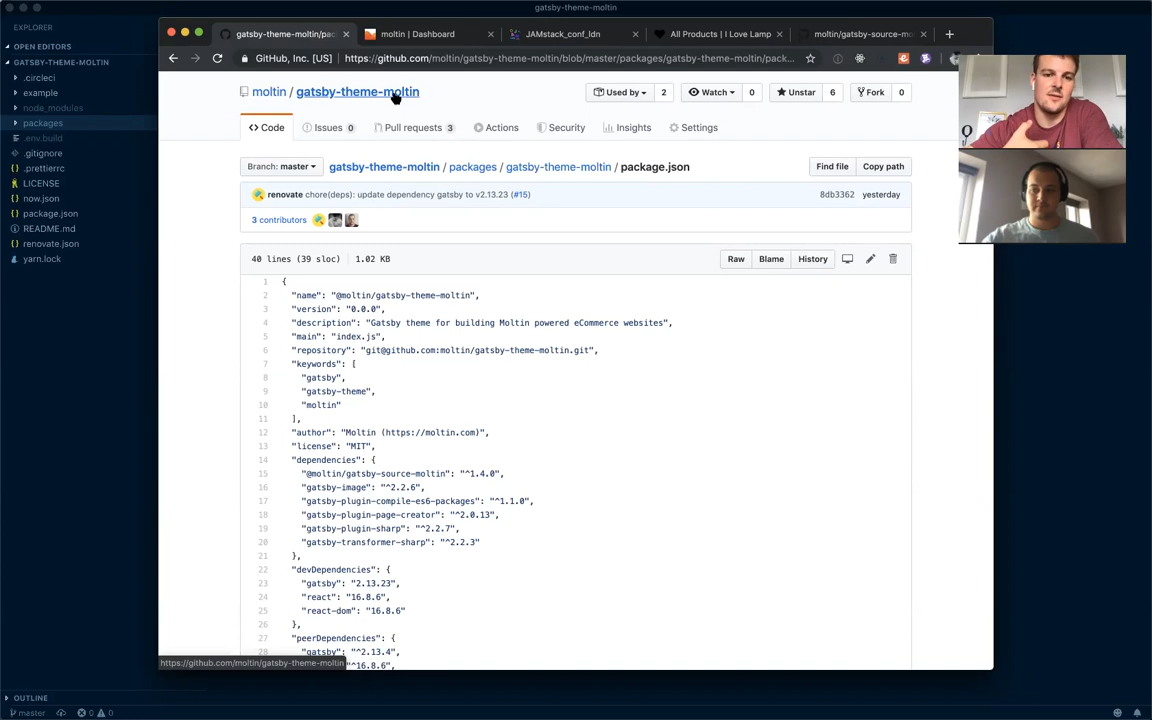 gatsby-theme-moltin
EXPLORER
OPEN EDITORS
GATSBY-THEME-MOLTIN
.circleci
example
node_modules
packages
.env.build
.gitignore
.prettierrc
LICENSE
now.json
package.json
README.md
renovate.json
yarn.lock
OUTLINE
master
0 0
gatsby-theme-moltin/pac
moltin | Dashboard
JAMstack_conf_ldn
All Products | I Love Lamp
moltin/gatsby-source-mo
GitHub, Inc. [US] https://github.com/moltin/gatsby-theme-moltin/blob/master/packages/gatsby-theme-moltin/pack...
moltin / gatsby-theme-moltin
Used by 2
Watch 0
Unstar 6
Fork 0
Code
Issues 0
Pull requests 3
Actions
Security
Insights
Settings
Branch: master
gatsby-theme-moltin / packages / gatsby-theme-moltin / package.json
Find file
Copy path
renovate chore(deps): update dependency gatsby to v2.13.23 (#15)
8db3362 yesterday
3 contributors
40 lines (39 sloc) 1.02 KB
Raw
Blame
History
1 {
2 "name": "@moltin/gatsby-theme-moltin",
3 "version": "0.0.0",
4 "description": "Gatsby theme for building Moltin powered eCommerce websites",
5 "main": "index.js",
6 "repository": "git@github.com:moltin/gatsby-theme-moltin.git",
7 "keywords": [
8 "gatsby",
9 "gatsby-theme",
10 "moltin"
11 ],
12 "author": "Moltin (https://moltin.com)",
13 "license": "MIT",
14 "dependencies": {
15 "@moltin/gatsby-source-moltin": "^1.4.0",
16 "gatsby-image": "^2.2.6",
17 "gatsby-plugin-compile-es6-packages": "^1.1.0",
18 "gatsby-plugin-page-creator": "^2.0.13",
19 "gatsby-plugin-sharp": "^2.2.7",
20 "gatsby-transformer-sharp": "^2.2.3"
21 },
22 "devDependencies": {
23 "gatsby": "2.13.23",
24 "react": "16.8.6",
25 "react-dom": "16.8.6"
26 },
27 "peerDependencies": {
28 "gatsby": "^2.13.4",
"^16.8.6",
https://github.com/moltin/gatsby-theme-moltin